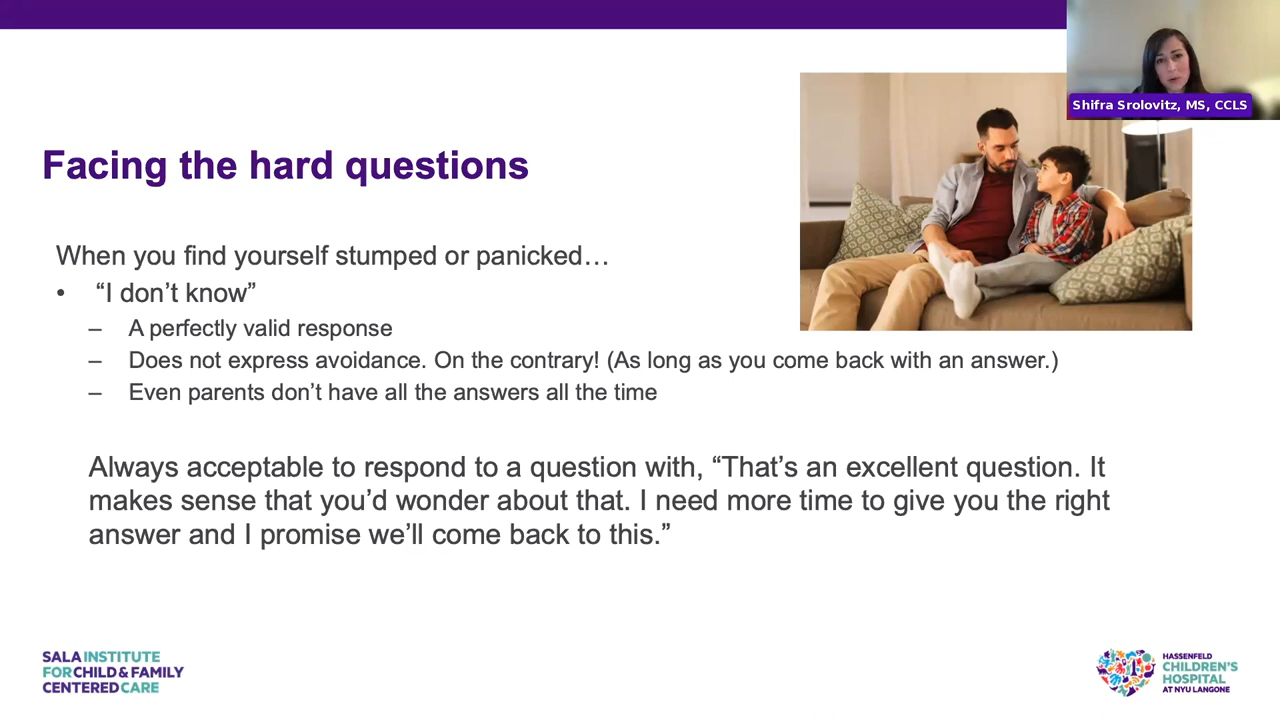 Shifra Srolovitz, MS, CCLS
Facing the hard questions
When you find yourself stumped or panicked…
• “I don’t know”
– A perfectly valid response
– Does not express avoidance. On the contrary! (As long as you come back with an answer.)
– Even parents don’t have all the answers all the time
Always acceptable to respond to a question with, “That’s an excellent question. It
makes sense that you’d wonder about that. I need more time to give you the right
answer and I promise we’ll come back to this.”
SALA INSTITUTE
FOR CHILD & FAMILY
CENTERED CARE
HASSENFELD
CHILDREN’S
HOSPITAL
AT NYU LANGONE